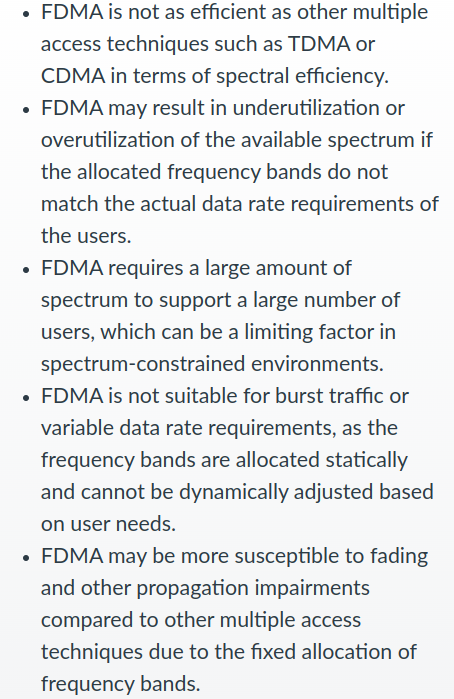 • FDMA is not as efficient as other multiple
access techniques such as TDMA or
CDMA in terms of spectral efficiency.
• FDMA may result in underutilization or
overutilization of the available spectrum if
the allocated frequency bands do not
match the actual data rate requirements of
the users.
• FDMA requires a large amount of
spectrum to support a large number of
users, which can be a limiting factor in
spectrum-constrained environments.
• FDMA is not suitable for burst traffic or
variable data rate requirements, as the
frequency bands are allocated statically
and cannot be dynamically adjusted based
on user needs.
• FDMA may be more susceptible to fading
and other propagation impairments
compared to other multiple access
techniques due to the fixed allocation of
frequency bands.